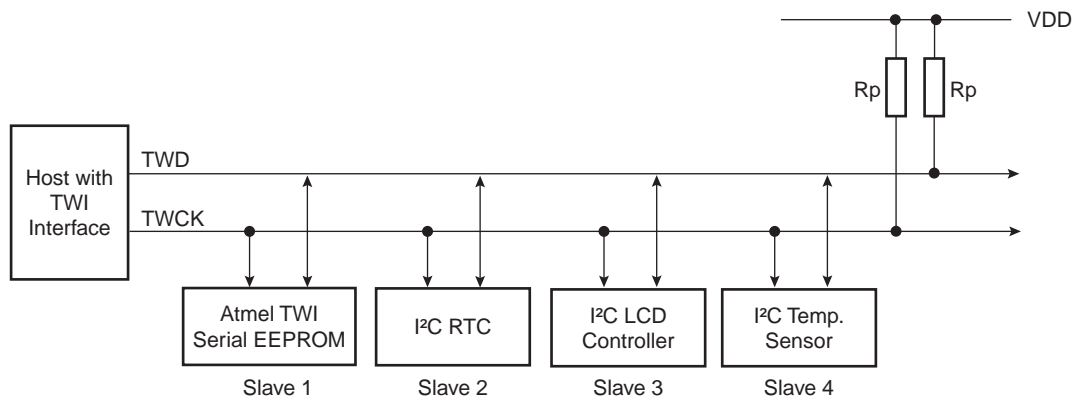 VDD
Rp
Rp
Host with
TWI
Interface
TWD
TWCK
Atmel TWI
Serial EEPROM
Slave 1
I²C RTC
Slave 2
I²C LCD
Controller
Slave 3
I²C Temp.
Sensor
Slave 4